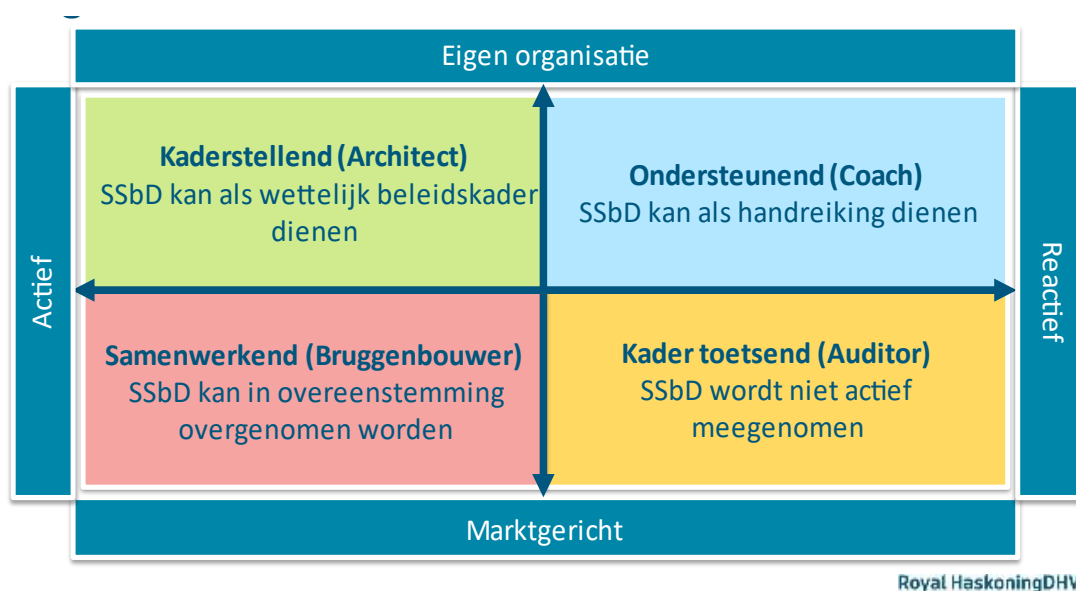 Eigen organisatie
Actief
Kaderstellend (Architect)
SSbD kan als wettelijk beleidskader
dienen
Ondersteunend (Coach)
SSbD kan als handreiking dienen
Reactief
Samenwerkend (Bruggenbouwer)
SSbD kan in overeenstemming
overgenomen worden
Kader toetsend (Auditor)
SSbD wordt niet actief
meegenomen
Marktgericht
Royal HaskoningDHV